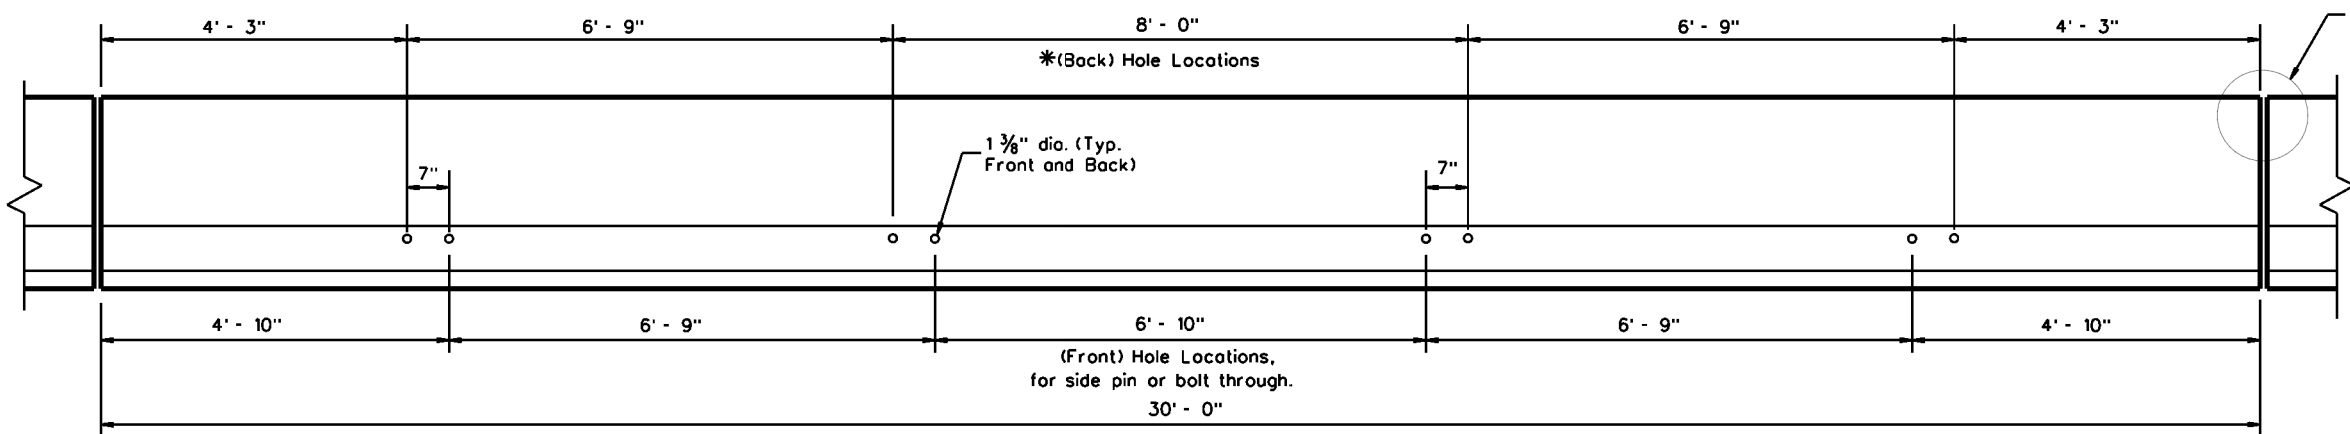 4' - 3" 6' - 9" 8' - 0" 6' - 9" 4' - 3"
*(Back) Hole Locations
1 3/8" dia. (Typ.
Front and Back)
7" 7"
4' - 10" 6' - 9" 6' - 10" 6' - 9" 4' - 10"
(Front) Hole Locations,
for side pin or bolt through.
30' - 0"